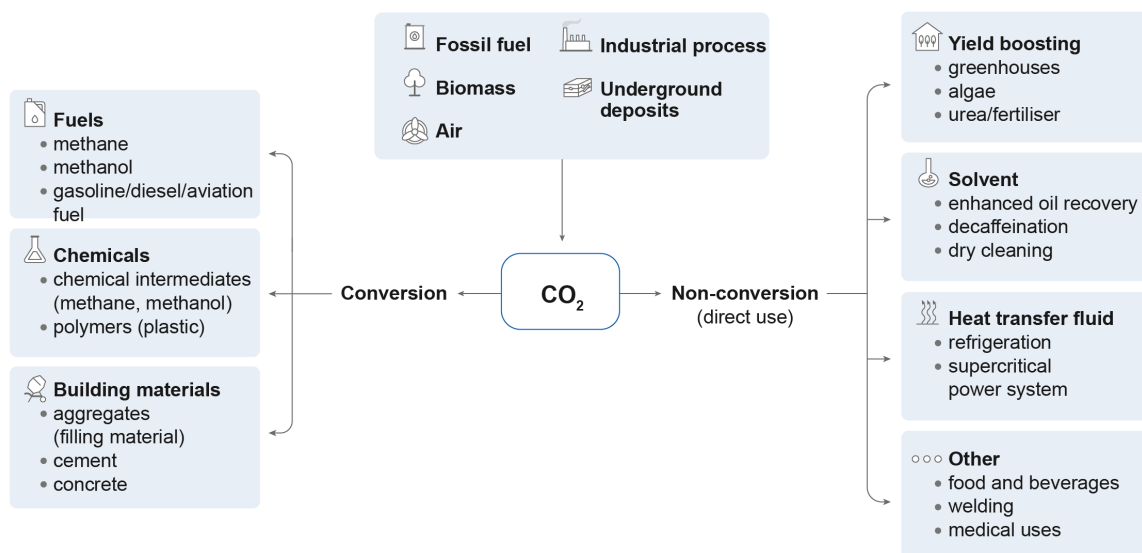 Fossil fuel
Biomass
Air
Industrial process
Underground
deposits
Fuels
• methane
• methanol
• gasoline/diesel/aviation
fuel
Chemicals
• chemical intermediates
(methane, methanol)
• polymers (plastic)
Building materials
• aggregates
(filling material)
• cement
• concrete
Conversion
CO₂
Non-conversion
(direct use)
Yield boosting
• greenhouses
• algae
• urea/fertiliser
Solvent
• enhanced oil recovery
• decaffeination
• dry cleaning
Heat transfer fluid
• refrigeration
• supercritical
power system
Other
• food and beverages
• welding
• medical uses